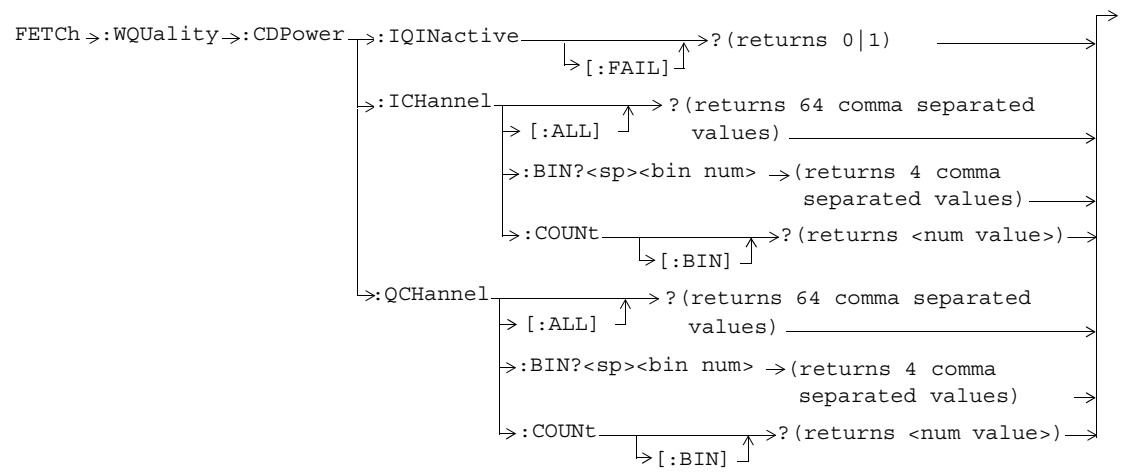 FETCh :WQUality :CDPower :IQINactive ?(returns 0|1)
[:FAIL]
:ICHannel ?(returns 64 comma separated
[:ALL] values)
:BIN?<sp><bin num> (returns 4 comma
separated values)
:COUNt ?(returns <num value>)
[:BIN]
:QCHannel ?(returns 64 comma separated
[:ALL] values)
:BIN?<sp><bin num> (returns 4 comma
separated values)
:COUNt ?(returns <num value>)
[:BIN]